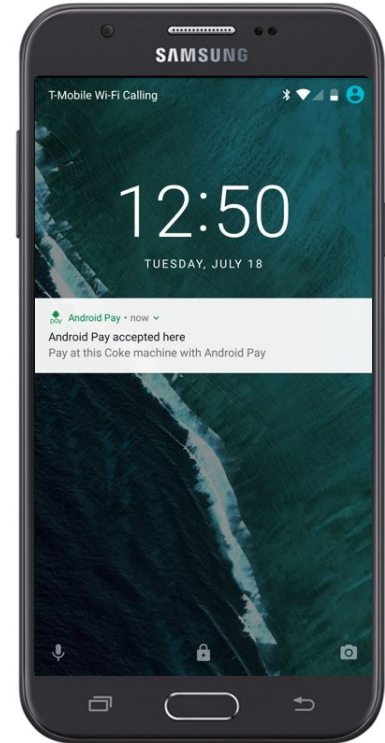 SAMSUNG
T-Mobile Wi-Fi Calling
12:50
TUESDAY, JULY 18
pay Android Pay • now
Android Pay accepted here
Pay at this Coke machine with Android Pay